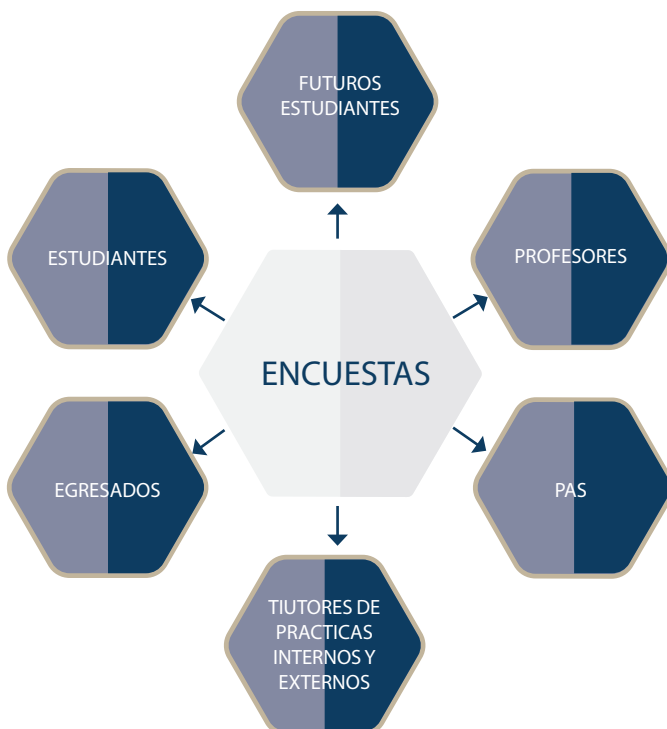 FUTUROS
ESTUDIANTES
ESTUDIANTES
PROFESORES
ENCUESTAS
EGRESADOS
PAS
TIUTORES DE
PRACTICAS
INTERNOS Y
EXTERNOS